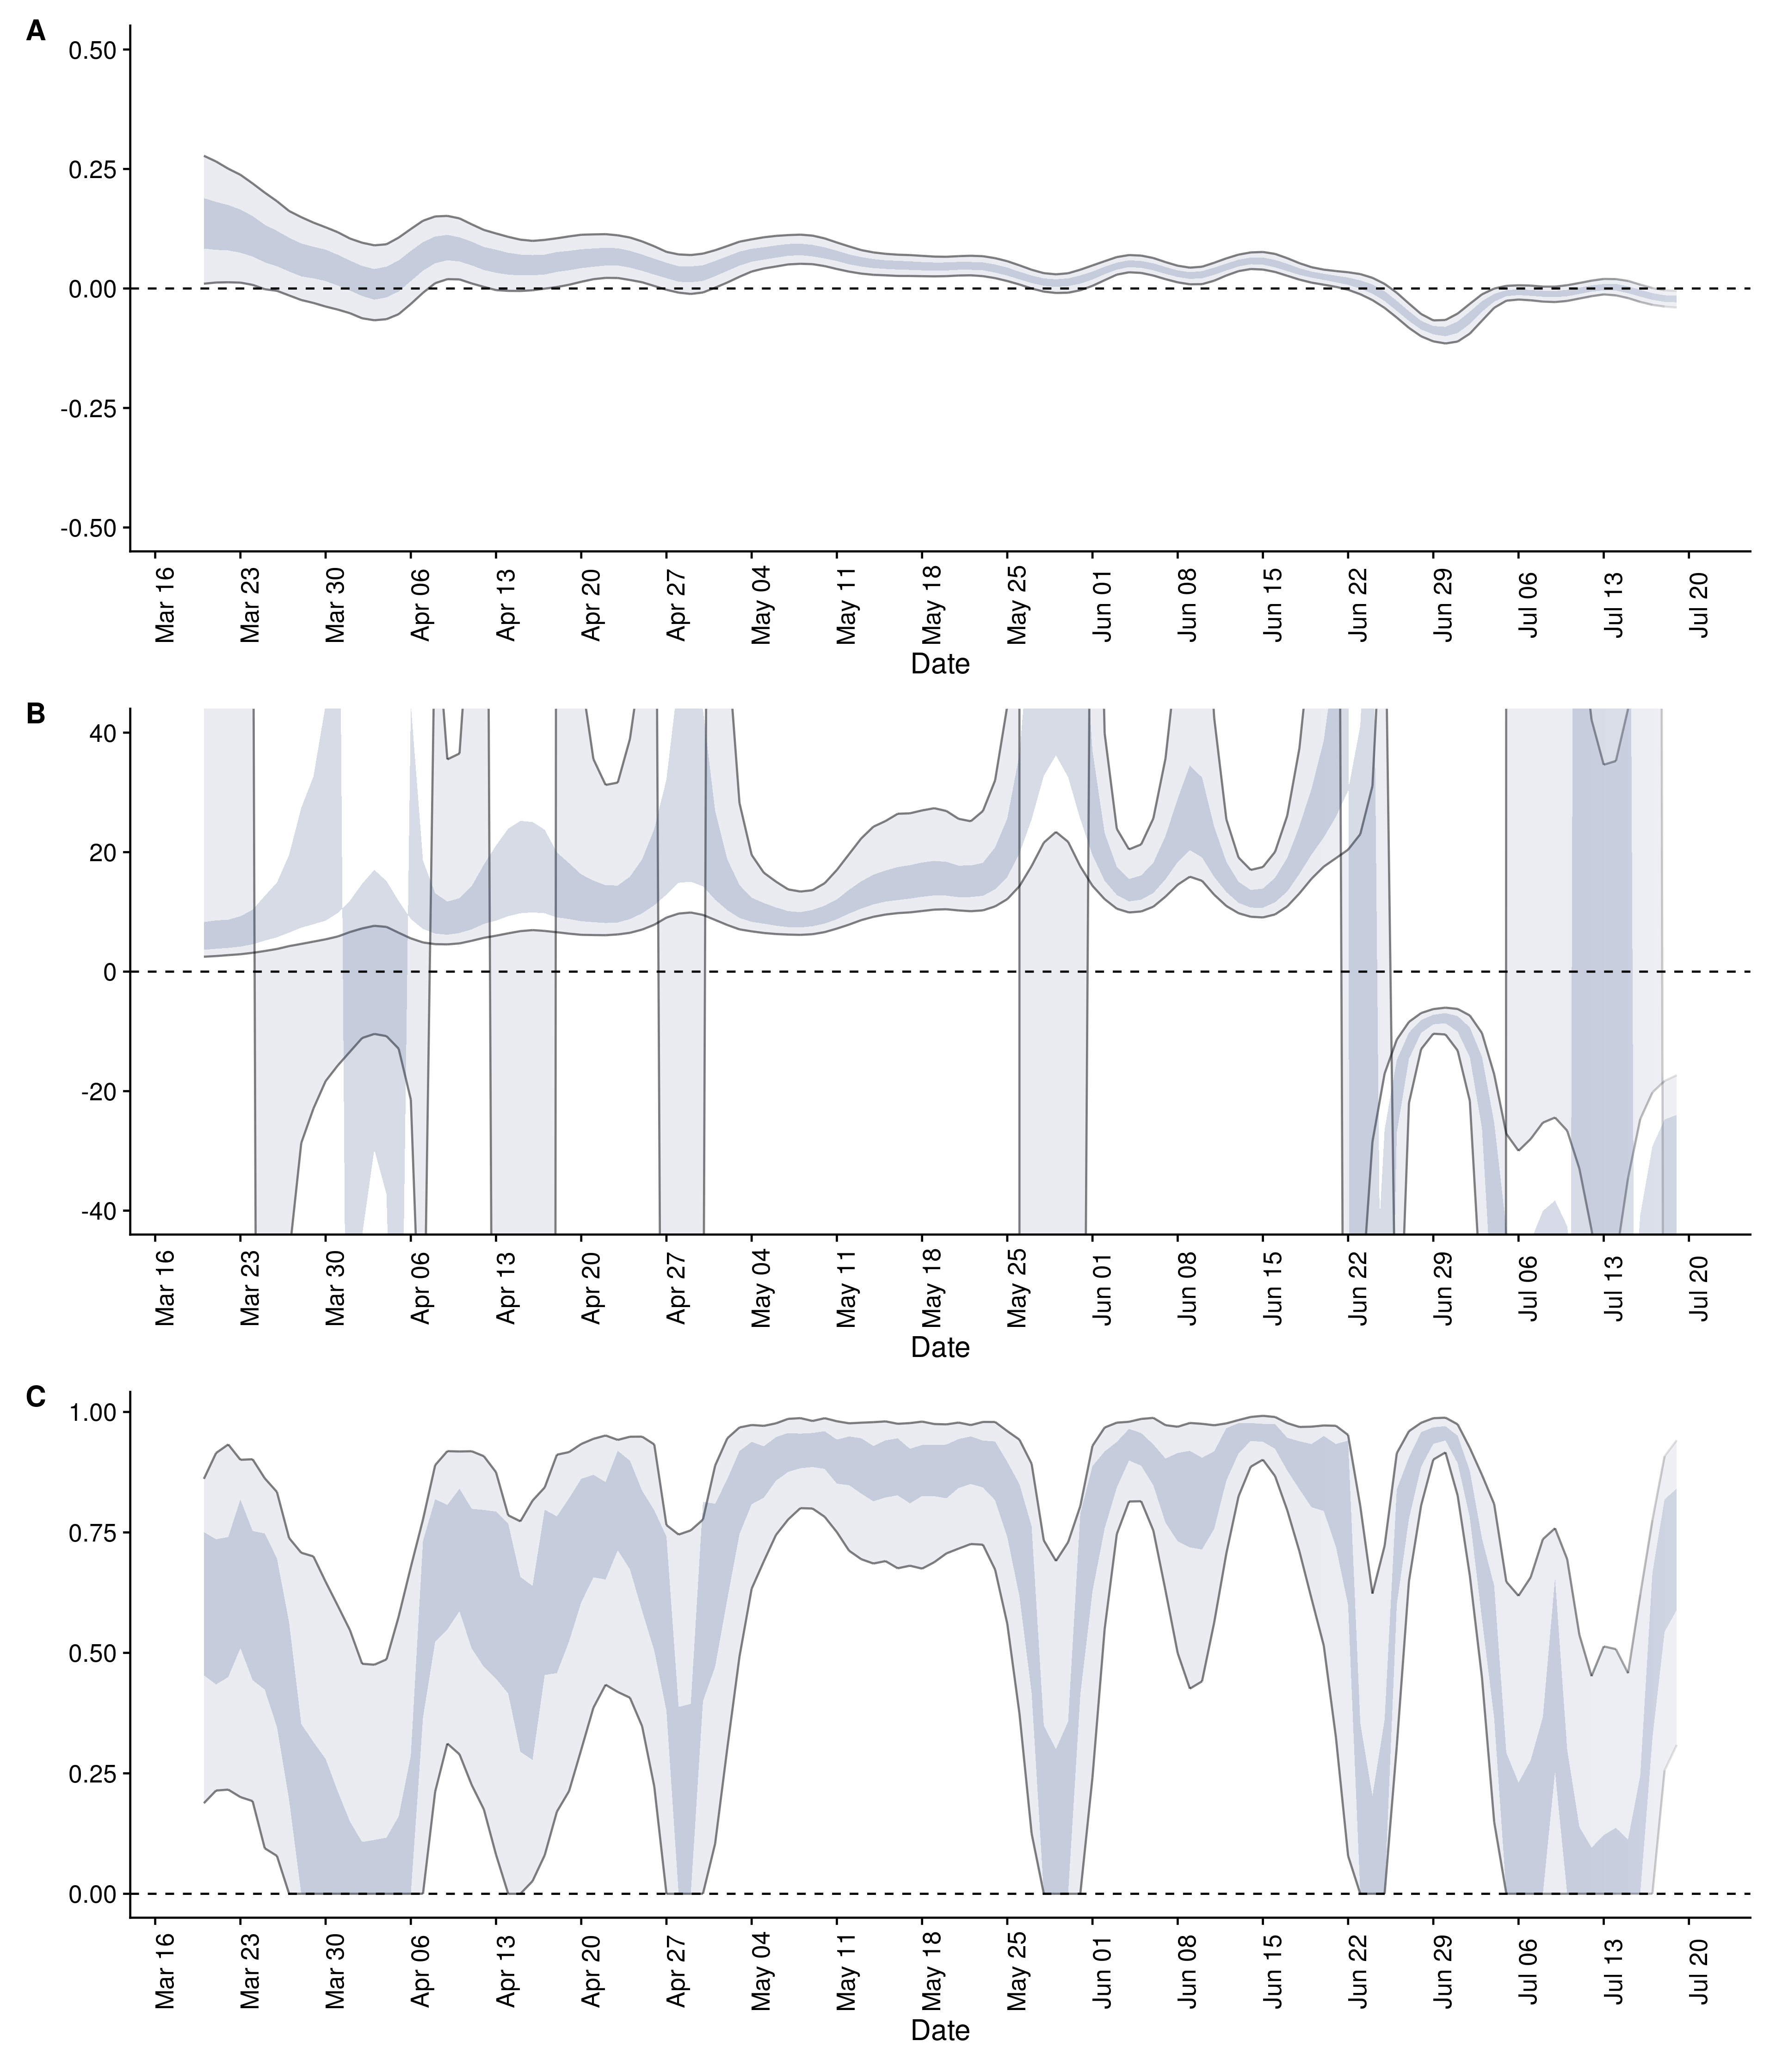 A
0.50
0.25
0.00
-0.25
-0.50
Mar 16
Mar 23
Mar 30
Apr 06
Apr 13
Apr 20
Apr 27
May 04
May 11
May 18
May 25
Jun 01
Jun 08
Jun 15
Jun 22
Jun 29
Jul 06
Jul 13
Jul 20
Date
B
40
20
0
-20
-40
Mar 16
Mar 23
Mar 30
Apr 06
Apr 13
Apr 20
Apr 27
May 04
May 11
May 18
May 25
Jun 01
Jun 08
Jun 15
Jun 22
Jun 29
Jul 06
Jul 13
Jul 20
Date
C
1.00
0.75
0.50
0.25
0.00
Mar 16
Mar 23
Mar 30
Apr 06
Apr 13
Apr 20
Apr 27
May 04
May 11
May 18
May 25
Jun 01
Jun 08
Jun 15
Jun 22
Jun 29
Jul 06
Jul 13
Jul 20
Date